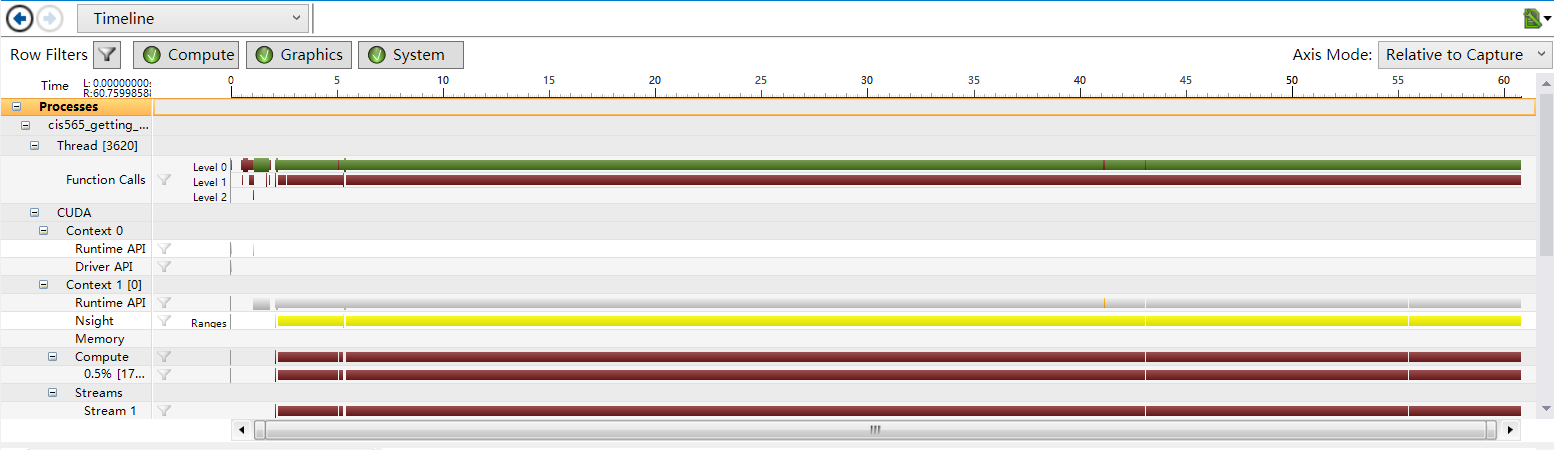 Timeline
Row Filters Compute Graphics System Axis Mode: Relative to Capture
Time L: 0.00000000 0 5 10 15 20 25 30 35 40 45 50 55 60
R:60.7599858
Processes
cis565_getting_...
Thread [3620]
Level 0
Function Calls Level 1
Level 2
CUDA
Context 0
Runtime API
Driver API
Context 1 [0]
Runtime API
Nsight Ranges
Memory
Compute
0.5% [17...
Streams
Stream 1